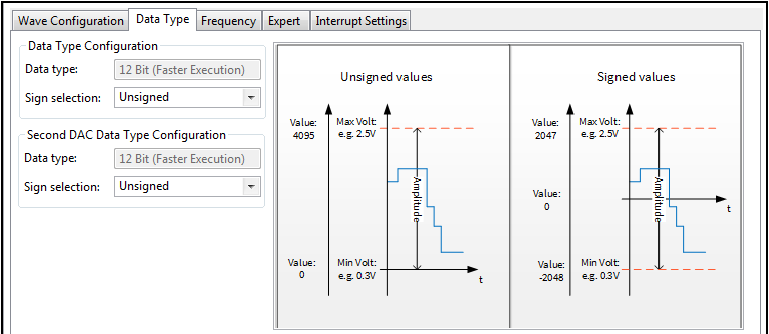 Wave Configuration Data Type Frequency Expert Interrupt Settings
Data Type Configuration
Data type: 12 Bit (Faster Execution)
Sign selection: Unsigned
Second DAC Data Type Configuration
Data type: 12 Bit (Faster Execution)
Sign selection: Unsigned
Unsigned values
Value:
4095
Max Volt:
e.g. 2.5V
Amplitude
Value:
0
Min Volt:
e.g. 0.3V
t
Signed values
Value:
2047
Max Volt:
e.g. 2.5V
Value:
0
Amplitude
t
Value:
-2048
Min Volt:
e.g. 0.3V